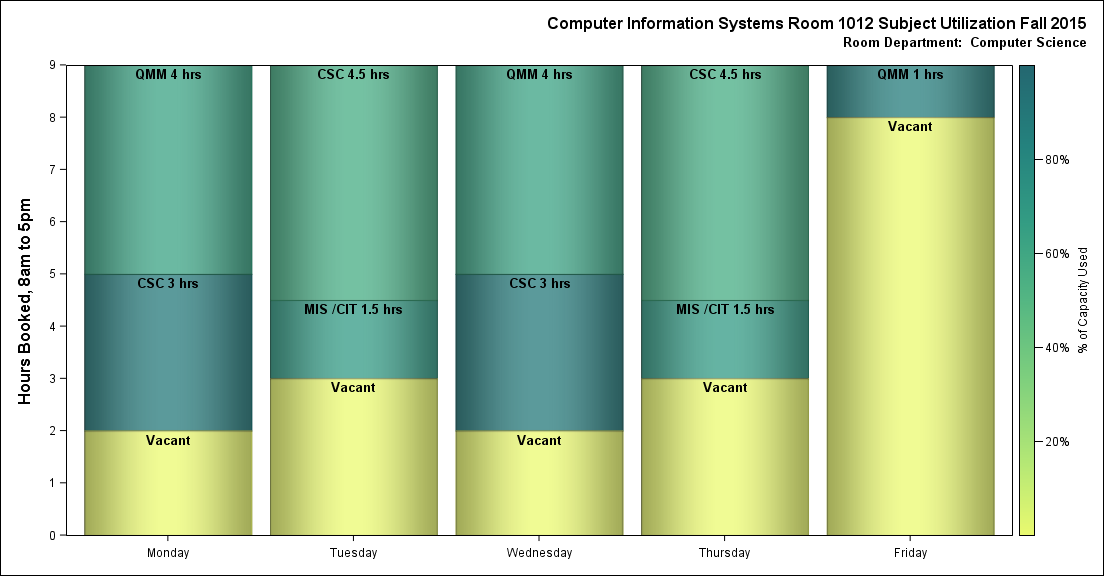 Computer Information Systems Room 1012 Subject Utilization Fall 2015
Room Department:  Computer Science
Hours Booked, 8am to 5pm
9
8
7
6
5
4
3
2
1
0
QMM 4 hrs
CSC 3 hrs
Vacant
Monday
CSC 4.5 hrs
MIS /CIT 1.5 hrs
Vacant
Tuesday
QMM 4 hrs
CSC 3 hrs
Vacant
Wednesday
CSC 4.5 hrs
MIS /CIT 1.5 hrs
Vacant
Thursday
QMM 1 hrs
Vacant
Friday
80%
60%
40%
20%
% of Capacity Used